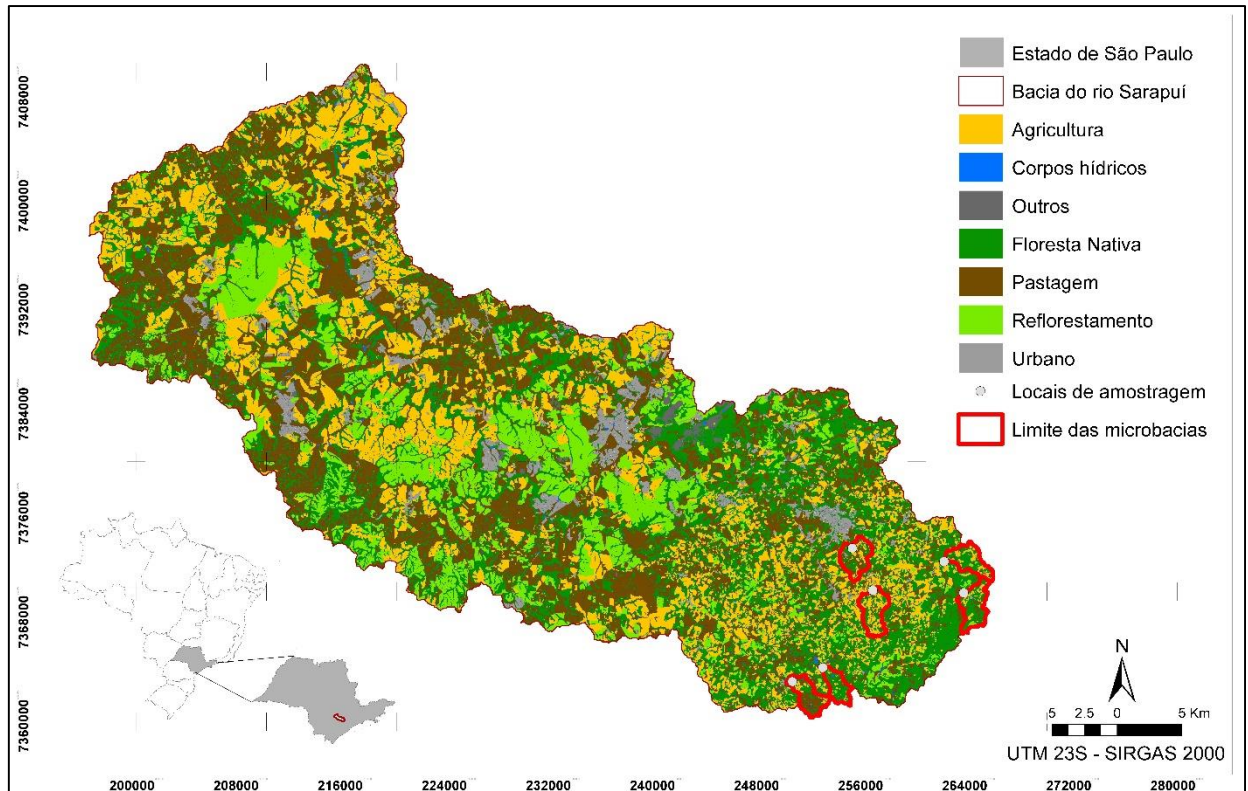 Estado de São Paulo
Bacia do rio Sarapuí
Agricultura
Corpos hídricos
Outros
Floresta Nativa
Pastagem
Reflorestamento
Urbano
Locais de amostragem
Limite das microbacias
7408000
7400000
7392000
7384000
7376000
7368000
7360000
N
5 2.5 0 5 Km
UTM 23S - SIRGAS 2000
200000 208000 216000 224000 232000 240000 248000 256000 264000 272000 280000